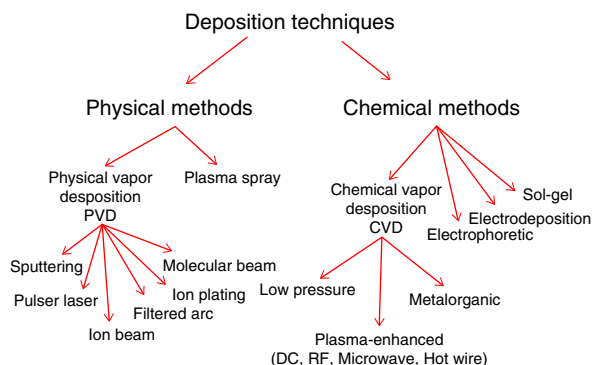 Deposition techniques
Physical methods
Chemical methods
Physical vapor
desposition
PVD
Plasma spray
Chemical vapor
desposition
CVD
Sol-gel
Electrodeposition
Electrophoretic
Sputtering
Pulser laser
Ion beam
Filtered arc
Ion plating
Molecular beam
Low pressure
Plasma-enhanced
(DC, RF, Microwave, Hot wire)
Metalorganic